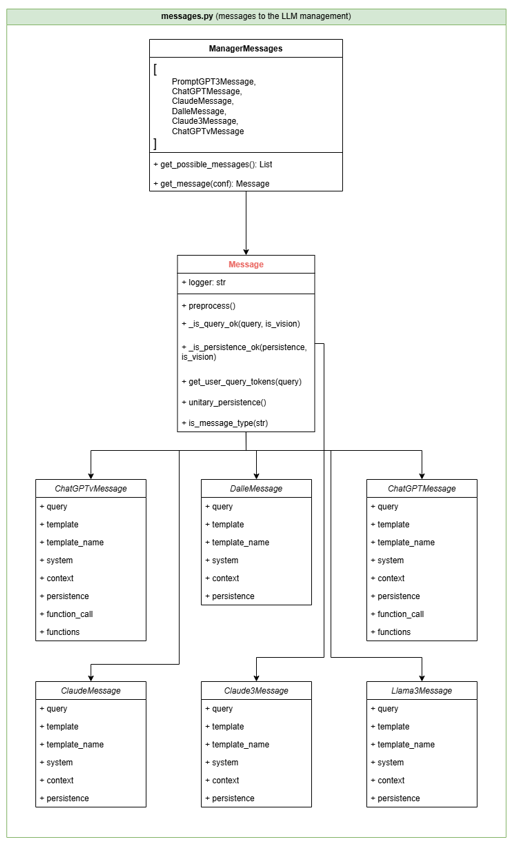 messages.py (messages to the LLM management)
ManagerMessages
[
PromptGPT3Message,
ChatGPTMessage,
ClaudeMessage,
DalleMessage,
Claude3Message,
ChatGPTvMessage
]
+ get_possible_messages(): List
+ get_message(conf): Message
Message
+ logger: str
+ preprocess()
+ _is_query_ok(query, is_vision)
+ _is_persistence_ok(persistence,
is_vision)
+ get_user_query_tokens(query)
+ unitary_persistence()
+ is_message_type(str)
ChatGPTvMessage
+ query
+ template
+ template_name
+ system
+ context
+ persistence
+ function_call
+ functions
DalleMessage
+ query
+ template
+ template_name
+ system
+ context
+ persistence
ChatGPTMessage
+ query
+ template
+ template_name
+ system
+ context
+ persistence
+ function_call
+ functions
ClaudeMessage
+ query
+ template
+ template_name
+ system
+ context
+ persistence
Claude3Message
+ query
+ template
+ template_name
+ system
+ context
+ persistence
Llama3Message
+ query
+ template
+ template_name
+ system
+ context
+ persistence